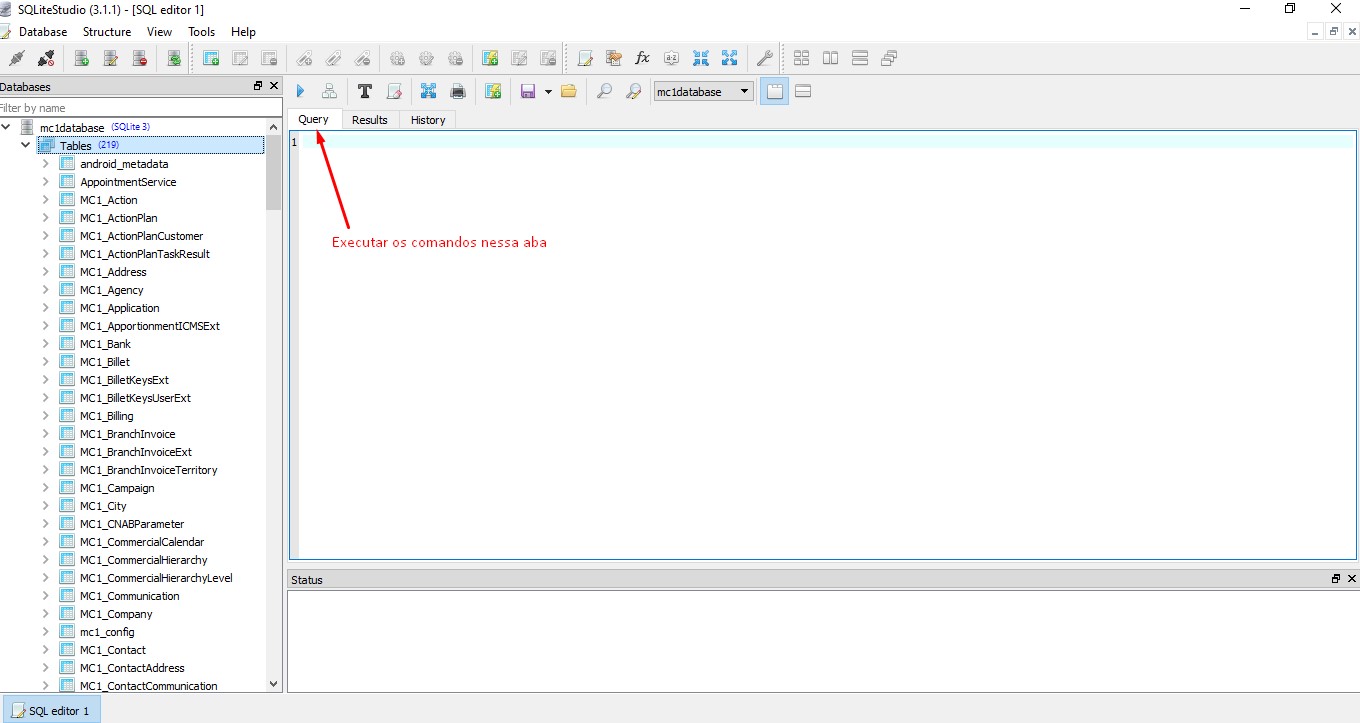 SQLiteStudio (3.1.1) - [SQL editor 1]
Database Structure View Tools Help
Databases
Filter by name
mc1database (SQLite 3)
Tables (219)
android_metadata
AppointmentService
MC1_Action
MC1_ActionPlan
MC1_ActionPlanCustomer
MC1_ActionPlanTaskResult
MC1_Address
MC1_Agency
MC1_Application
MC1_ApportionmentICMSExt
MC1_Bank
MC1_Billet
MC1_BilletKeysExt
MC1_BilletKeysUserExt
MC1_Billing
MC1_BranchInvoice
MC1_BranchInvoiceExt
MC1_BranchInvoiceTerritory
MC1_Campaign
MC1_City
MC1_CNABParameter
MC1_CommercialCalendar
MC1_CommercialHierarchy
MC1_CommercialHierarchyLevel
MC1_Communication
MC1_Company
mc1_config
MC1_Contact
MC1_ContactAddress
MC1_ContactCommunication
mc1database
Query Results History
1
Executar os comandos nessa aba
Status
SQL editor 1